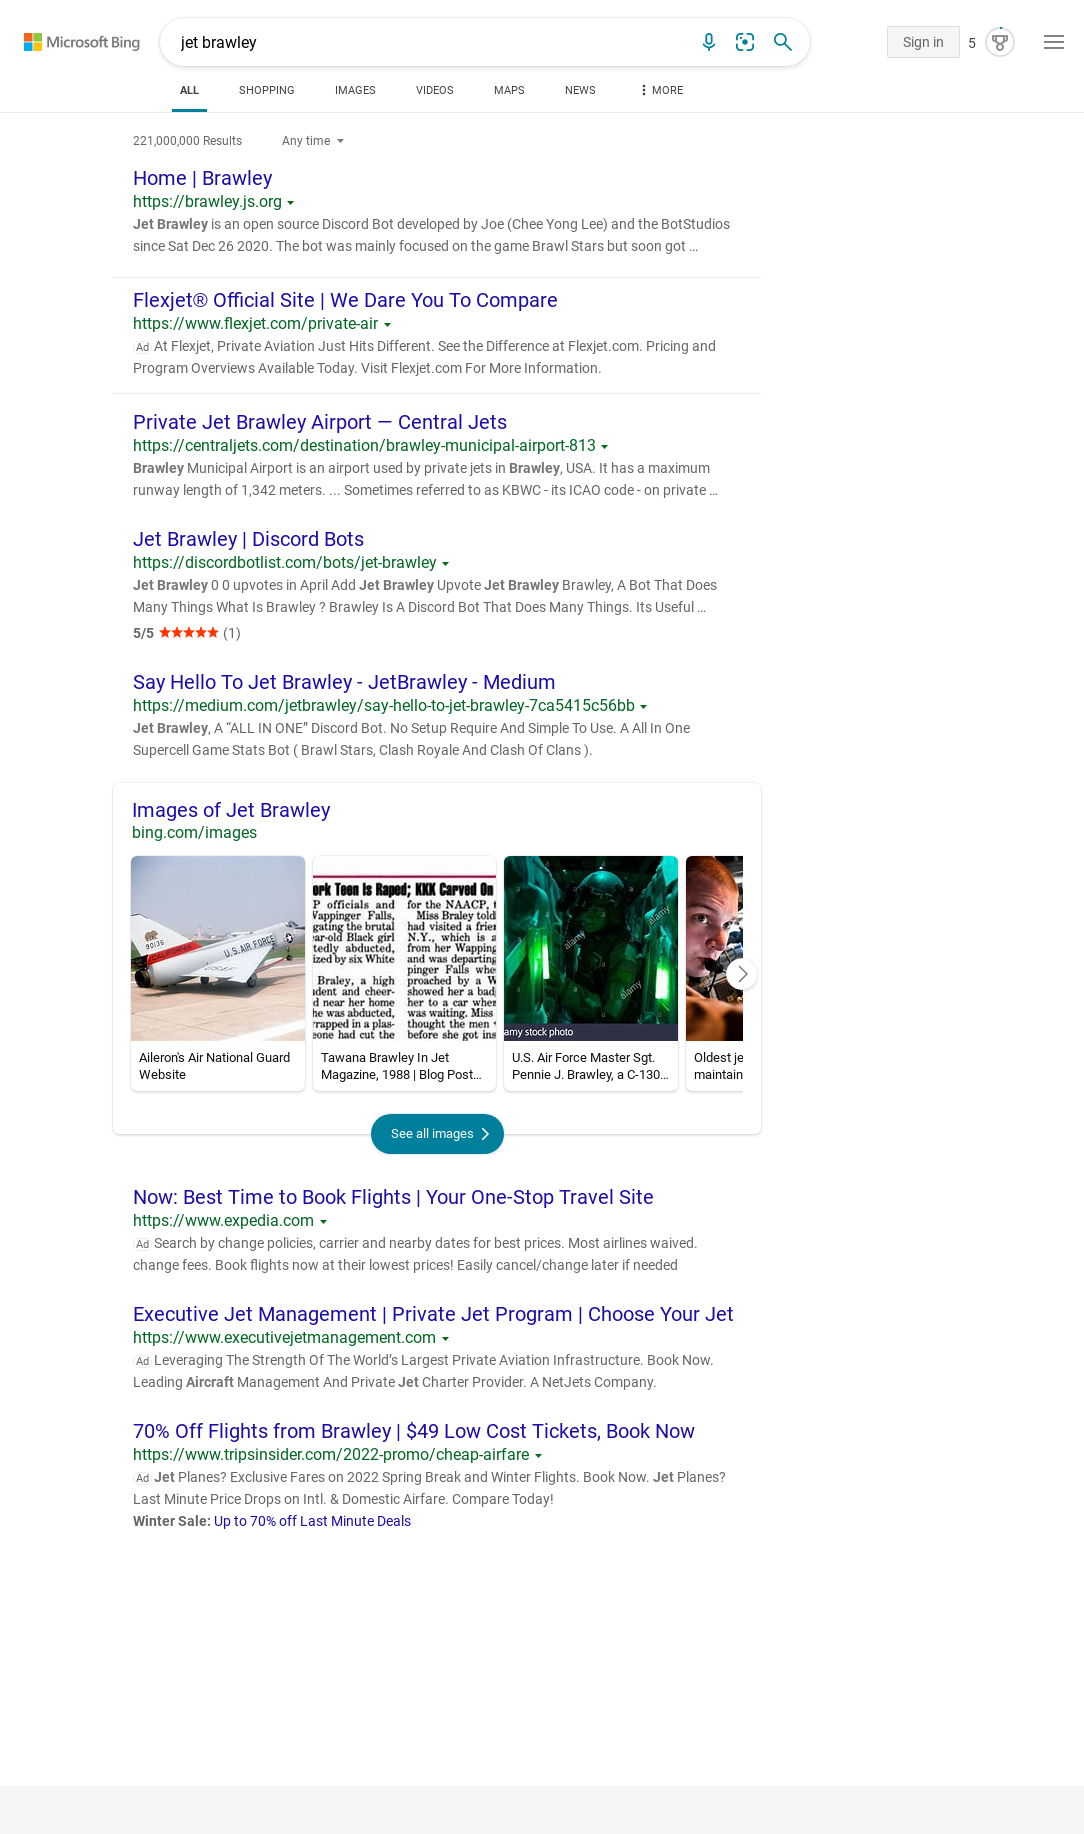 Microsoft Bing
jet brawley
Sign in
5
ALL
SHOPPING
IMAGES
VIDEOS
MAPS
NEWS
MORE
221,000,000 Results
Any time
Home | Brawley
https://brawley.js.org
Jet Brawley is an open source Discord Bot developed by Joe (Chee Yong Lee) and the BotStudios
since Sat Dec 26 2020. The bot was mainly focused on the game Brawl Stars but soon got …
Flexjet® Official Site | We Dare You To Compare
https://www.flexjet.com/private-air
Ad At Flexjet, Private Aviation Just Hits Different. See the Difference at Flexjet.com. Pricing and
Program Overviews Available Today. Visit Flexjet.com For More Information.
Private Jet Brawley Airport — Central Jets
https://centraljets.com/destination/brawley-municipal-airport-813
Brawley Municipal Airport is an airport used by private jets in Brawley, USA. It has a maximum
runway length of 1,342 meters. ... Sometimes referred to as KBWC - its ICAO code - on private …
Jet Brawley | Discord Bots
https://discordbotlist.com/bots/jet-brawley
Jet Brawley 0 0 upvotes in April Add Jet Brawley Upvote Jet Brawley Brawley, A Bot That Does
Many Things What Is Brawley ? Brawley Is A Discord Bot That Does Many Things. Its Useful …
5/5 ★★★★★ (1)
Say Hello To Jet Brawley - JetBrawley - Medium
https://medium.com/jetbrawley/say-hello-to-jet-brawley-7ca5415c56bb
Jet Brawley, A “ALL IN ONE” Discord Bot. No Setup Require And Simple To Use. A All In One
Supercell Game Stats Bot ( Brawl Stars, Clash Royale And Clash Of Clans ).
Images of Jet Brawley
bing.com/images
90136
CALIFORNIA
U.S. AIR FORCE
Aileron's Air National Guard
Website
ork Teen Is Raped; KKK Carved On
P officials and
Wappinger Falls,
gating the brutal
ear-old Black girl
tedly abducted,
ized by six White
Braley, a high
dent and cheer-
d near her home
he was abducted,
wrapped in a plas-
eone had cut the
for the NAACP, t
Miss Braley told
had visited a frien
N.Y., which is a
from her Wapping
and was departing
pinger Falls whe
proached by a W
showed her a badg
her to a car wher
was waiting. Miss
thought the men w
before she got ins
Tawana Brawley In Jet
Magazine, 1988 | Blog Post…
alamy
alamy
alamy
amy stock photo
U.S. Air Force Master Sgt.
Pennie J. Brawley, a C-130…
Oldest je
maintain
See all images
Now: Best Time to Book Flights | Your One-Stop Travel Site
https://www.expedia.com
Ad Search by change policies, carrier and nearby dates for best prices. Most airlines waived.
change fees. Book flights now at their lowest prices! Easily cancel/change later if needed
Executive Jet Management | Private Jet Program | Choose Your Jet
https://www.executivejetmanagement.com
Ad Leveraging The Strength Of The World’s Largest Private Aviation Infrastructure. Book Now.
Leading Aircraft Management And Private Jet Charter Provider. A NetJets Company.
70% Off Flights from Brawley | $49 Low Cost Tickets, Book Now
https://www.tripsinsider.com/2022-promo/cheap-airfare
Ad Jet Planes? Exclusive Fares on 2022 Spring Break and Winter Flights. Book Now. Jet Planes?
Last Minute Price Drops on Intl. & Domestic Airfare. Compare Today!
Winter Sale: Up to 70% off Last Minute Deals